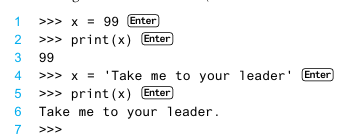 1 >>> x = 99 Enter
2 >>> print(x) Enter
3 99
4 >>> x = 'Take me to your leader' Enter
5 >>> print(x) Enter
6 Take me to your leader.
7 >>>